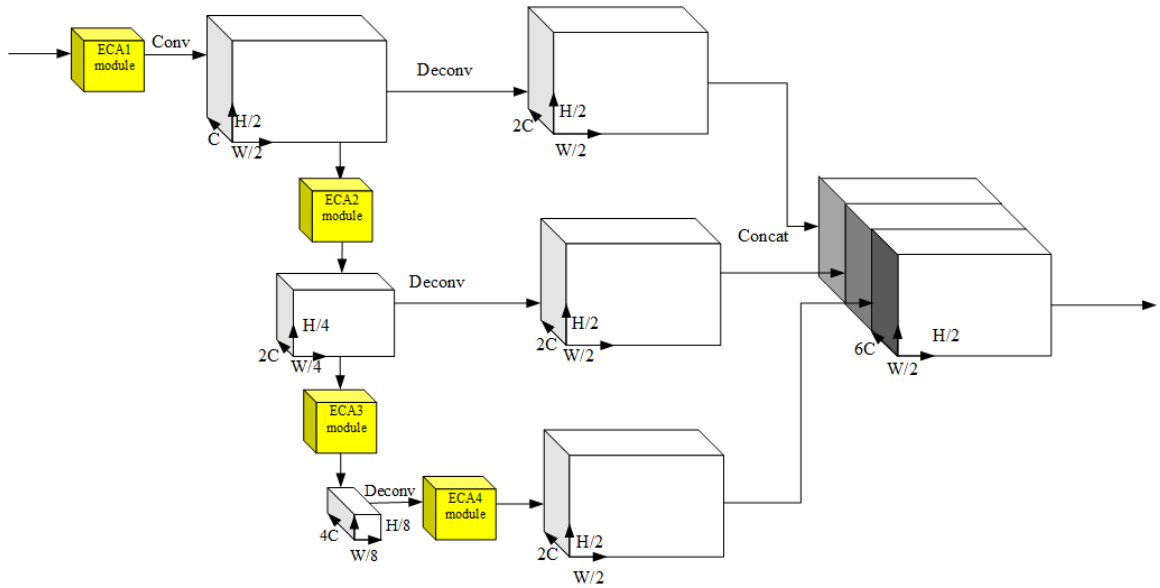 ECA1
module
Conv
H/2
C
W/2
Deconv
H/2
2C
W/2
ECA2
module
Deconv
H/4
2C
W/4
H/2
2C
W/2
Concat
H/2
6C
W/2
ECA3
module
Deconv
4C
H/8
W/8
ECA4
module
H/2
2C
W/2